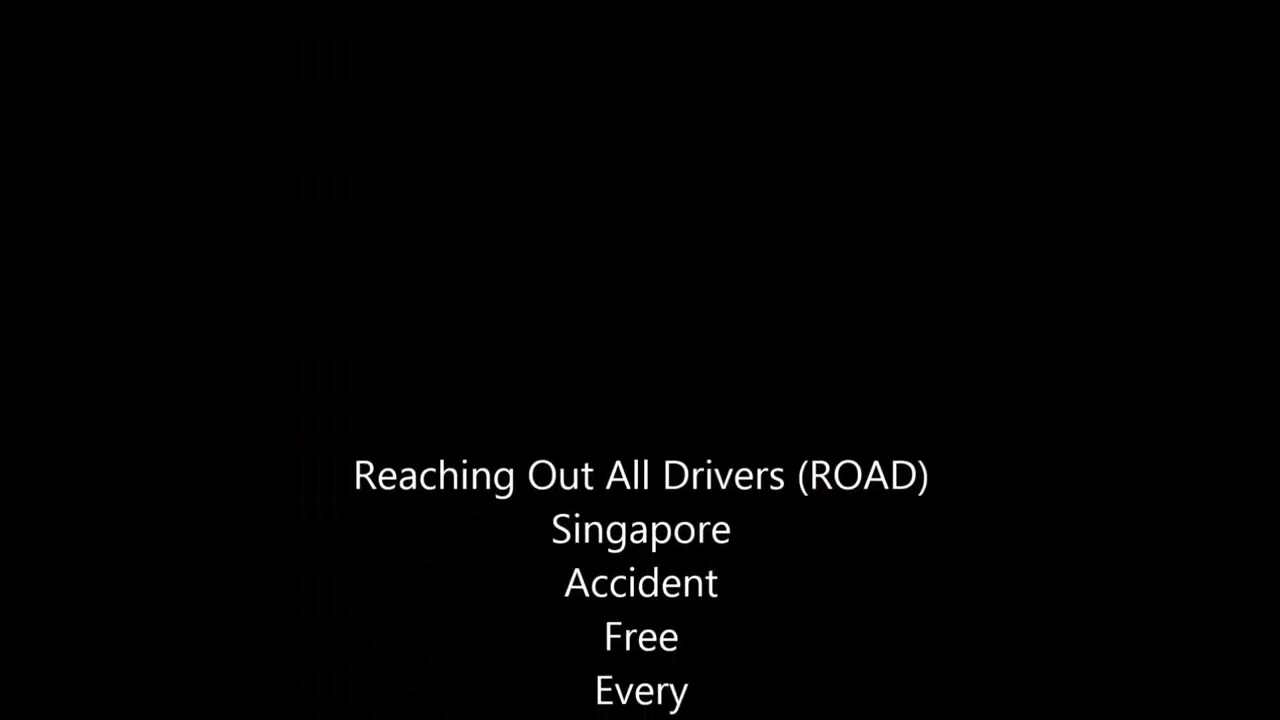 Reaching Out All Drivers (ROAD)
Singapore
Accident
Free
Every